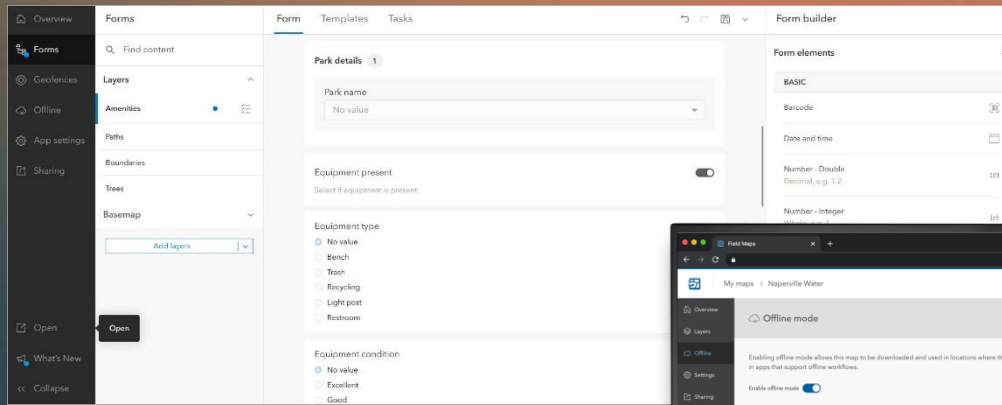 Overview
Forms
Geofences
Offline
App settings
Sharing
Open
What's New
<< Collapse
Open
Forms
Find content
Layers
Amenities
Paths
Boundaries
Trees
Basemap
Add layers
Form Templates Tasks
Park details 1
Park name
No value
Equipment present
Select if equipment is present.
Equipment type
No value
Bench
Trash
Recycling
Light post
Restroom
Equipment condition
No value
Excellent
Good
Form builder
Form elements
BASIC
Barcode
Date and time
Number - Double
Decimal, e.g. 1.2
123
Number - Integer
Field Maps
My maps > Naperville Water
Overview
Layers
Offline
Settings
Sharing
Offline mode
Enabling offline mode allows this map to be downloaded and used in locations where
in apps that support offline workflows.
Enable offline mode